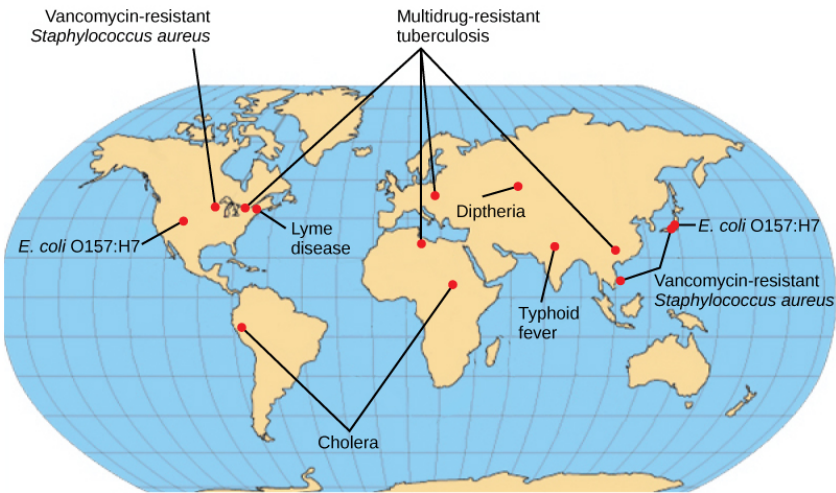 Vancomycin-resistant
Staphylococcus aureus
Multidrug-resistant
tuberculosis
Diptheria
Lyme
disease
E. coli O157:H7
E. coli O157:H7
Vancomycin-resistant
Staphylococcus aureus
Typhoid
fever
Cholera